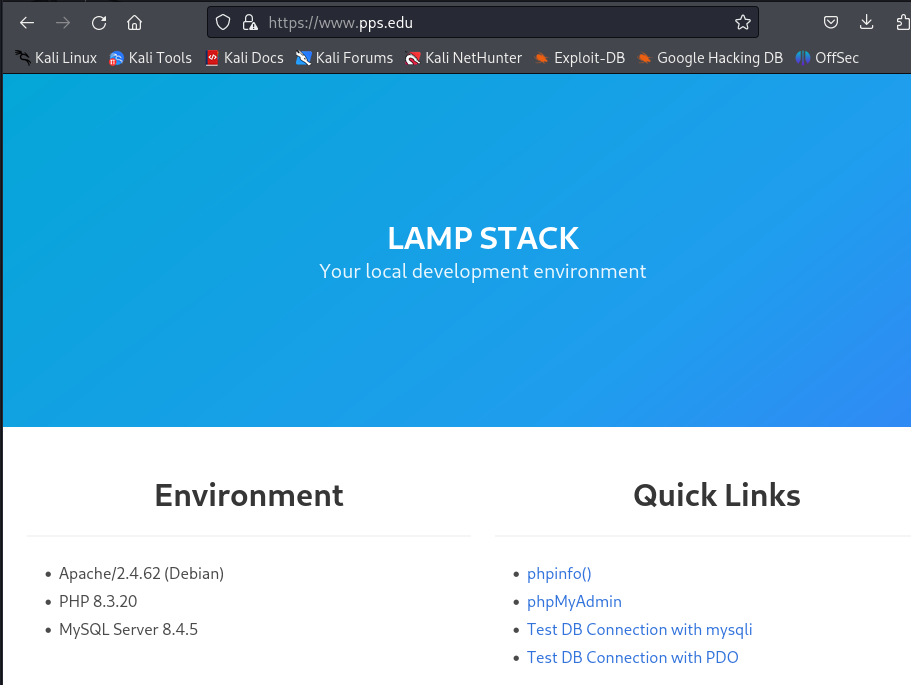 https://www.pps.edu
Kali Linux Kali Tools Kali Docs Kali Forums Kali NetHunter Exploit-DB Google Hacking DB OffSec
LAMP STACK
Your local development environment
Environment
Apache/2.4.62 (Debian)
PHP 8.3.20
MySQL Server 8.4.5
Quick Links
phpinfo()
phpMyAdmin
Test DB Connection with mysqli
Test DB Connection with PDO